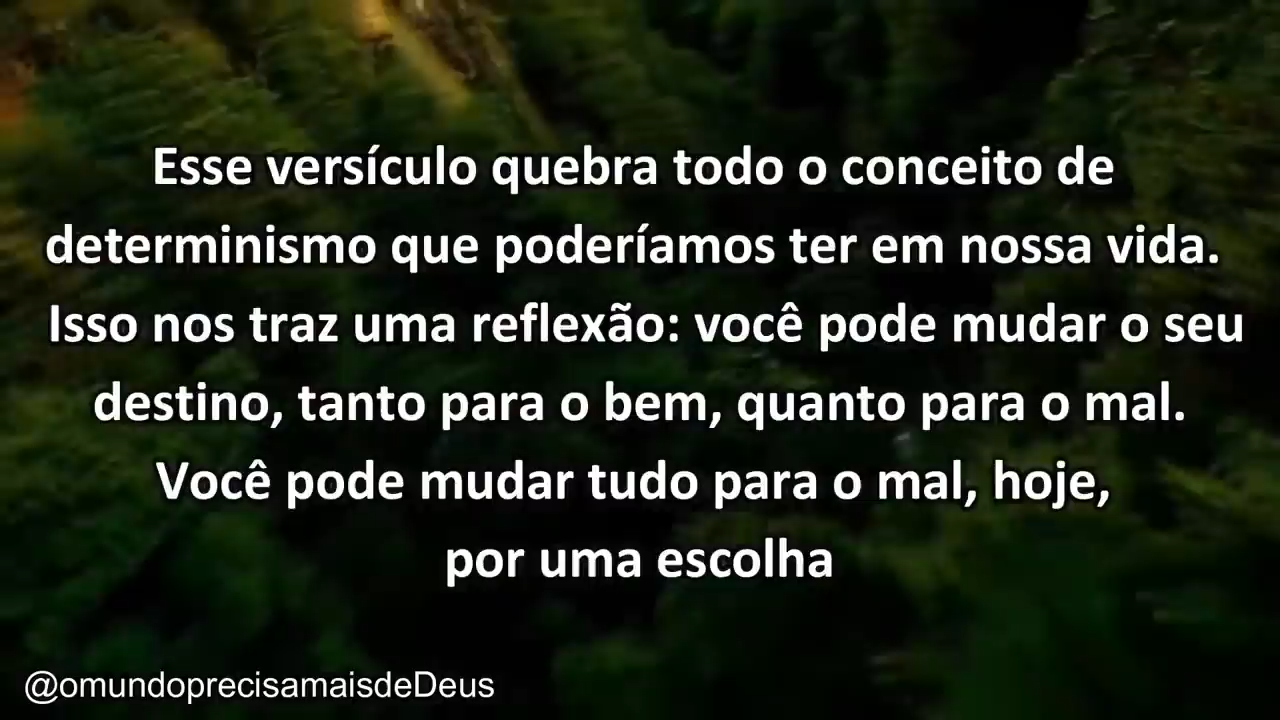 Esse versículo quebra todo o conceito de
determinismo que poderíamos ter em nossa vida.
Isso nos traz uma reflexão: você pode mudar o seu
destino, tanto para o bem, quanto para o mal.
Você pode mudar tudo para o mal, hoje,
por uma escolha
@omundoprecisamaisdeDeus